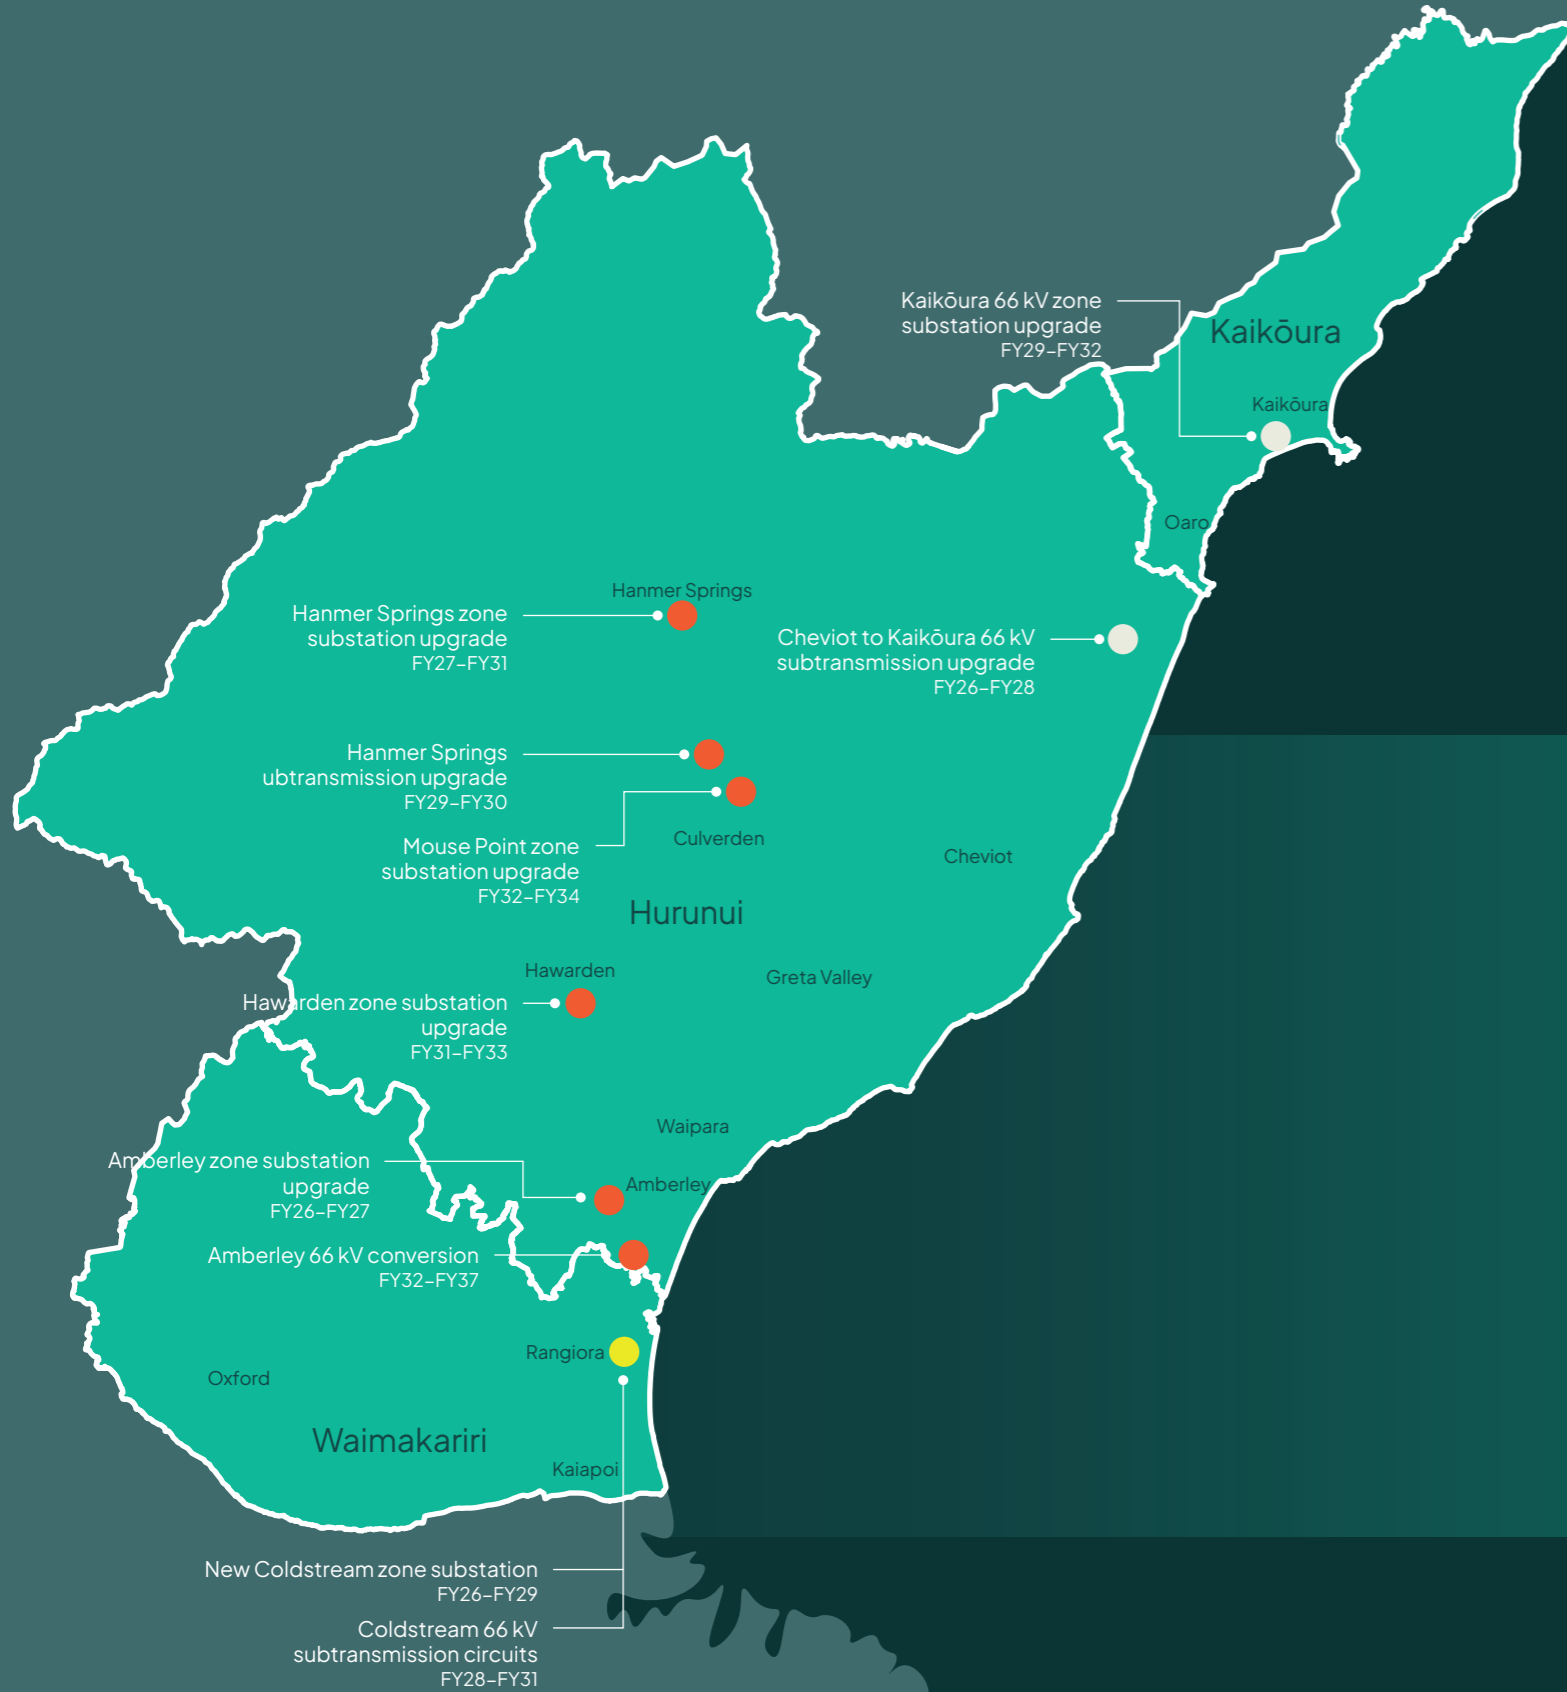 Kaikōura 66 kV zone
substation upgrade
FY29–FY32
Kaikōura
Kaikōura
Oaro
Hanmer Springs
Hanmer Springs zone
substation upgrade
FY27–FY31
Cheviot to Kaikōura 66 kV
subtransmission upgrade
FY26–FY28
Hanmer Springs
ubtransmission upgrade
FY29–FY30
Mouse Point zone
substation upgrade
FY32–FY34
Culverden
Cheviot
Hurunui
Hawarden
Greta Valley
Hawarden zone substation
upgrade
FY31–FY33
Waipara
Amberley zone substation
upgrade
FY26–FY27
Amberley
Amberley 66 kV conversion
FY32–FY37
Rangiora
Oxford
Waimakariri
Kaiapoi
New Coldstream zone substation
FY26–FY29
Coldstream 66 kV
subtransmission circuits
FY28–FY31